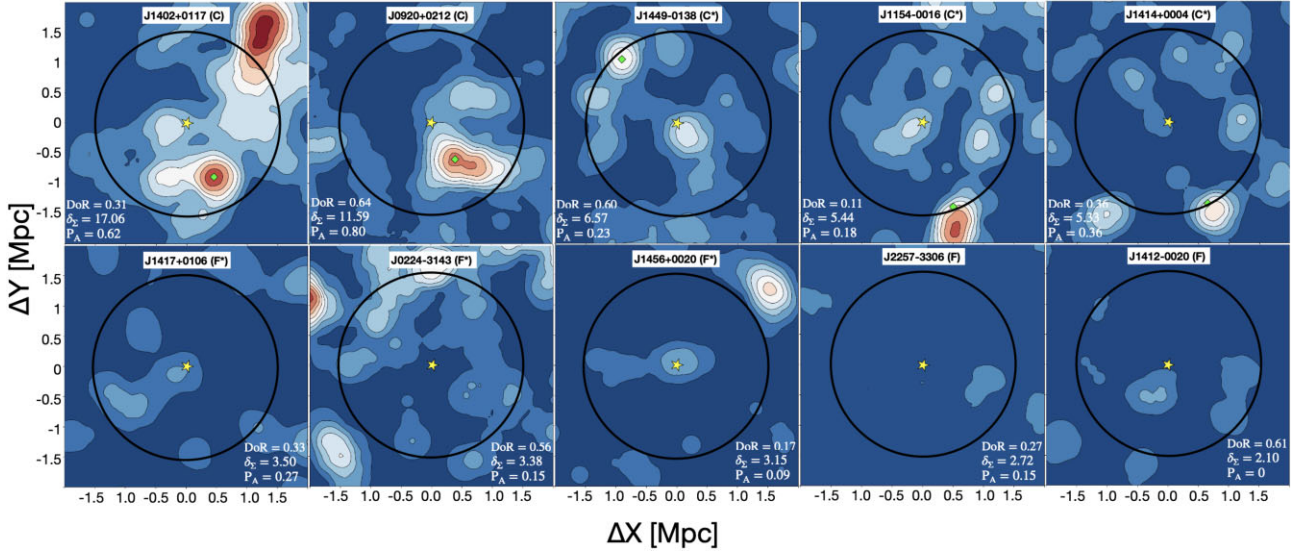 J1402+0117 (C)
J0920+0212 (C)
J1449-0138 (C*)
J1154-0016 (C*)
J1414+0004 (C)
1.5
1
0.5
0
-0.5
-1
-1.5
DoR = 0.31
δΣ = 17.06
PA = 0.62
DoR = 0.64
δΣ = 11.59
PA = 0.80
DoR = 0.60
δΣ = 6.57
PA = 0.23
DoR = 0.11
δΣ = 5.44
PA = 0.18
DoR = 0.36
δΣ = 5.33
PA = 0.36
ΔY [Mpc]
J1417+0106 (F*)
J0224-3143 (F*)
J1456+0020 (F*)
J2257-3306 (F)
J1412-0020 (F)
1.5
1
0.5
0
-0.5
-1
-1.5
DoR = 0.33
δΣ = 3.50
PA = 0.27
DoR = 0.56
δΣ = 3.38
PA = 0.15
DoR = 0.17
δΣ = 3.15
PA = 0.09
DoR = 0.27
δΣ = 2.72
PA = 0.15
DoR = 0.61
δΣ = 2.10
PA = 0
-1.5 1.0 0.5 0.0 0.5 1.0 1.5
-1.5 1.0 0.5 0.0 0.5 1.0 1.5
-1.5 1.0 0.5 0.0 0.5 1.0 1.5
-1.5 1.0 0.5 0.0 0.5 1.0 1.5
-1.5 1.0 0.5 0.0 0.5 1.0 1.5
ΔX [Mpc]